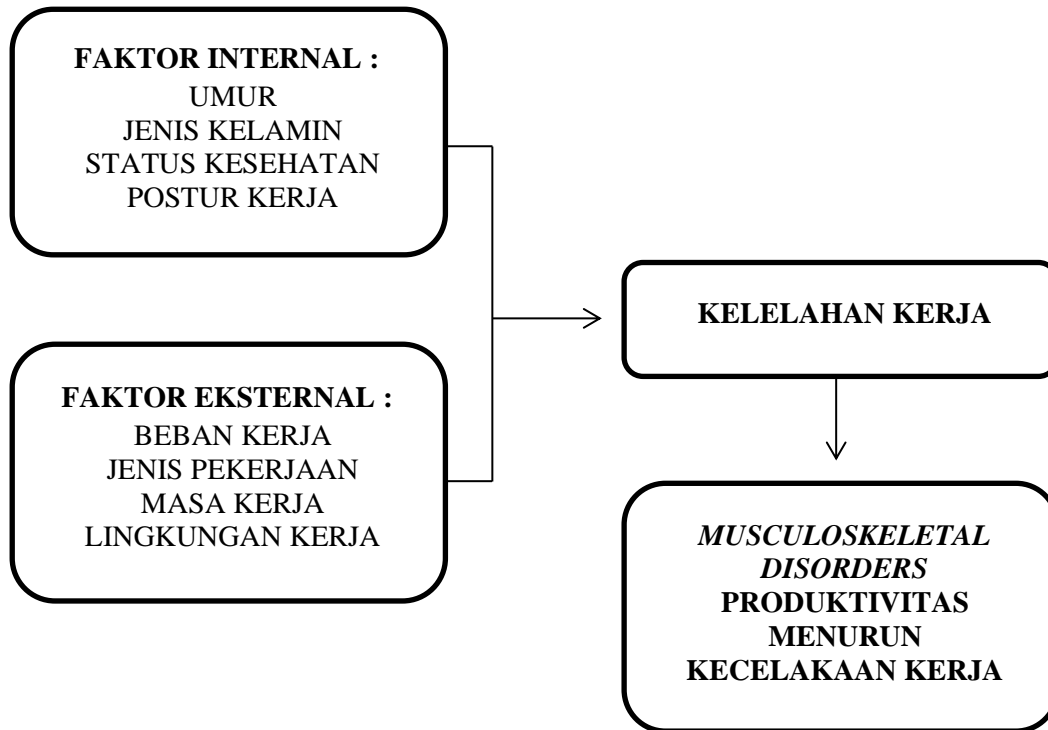 FAKTOR INTERNAL :
UMUR
JENIS KELAMIN
STATUS KESEHATAN
POSTUR KERJA
FAKTOR EKSTERNAL :
BEBAN KERJA
JENIS PEKERJAAN
MASA KERJA
LINGKUNGAN KERJA
KELELAHAN KERJA
MUSCULOSKELETAL
DISORDERS
PRODUKTIVITAS
MENURUN
KECELAKAAN KERJA